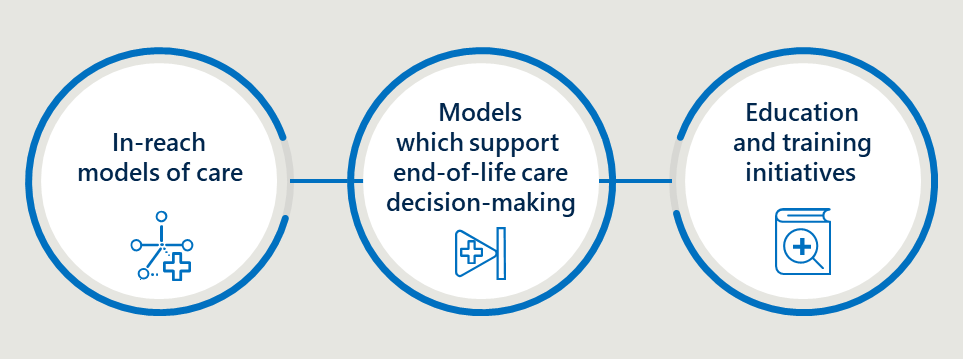 In-reach
models of care
Models
which support
end-of-life care
decision-making
Education
and training
initiatives